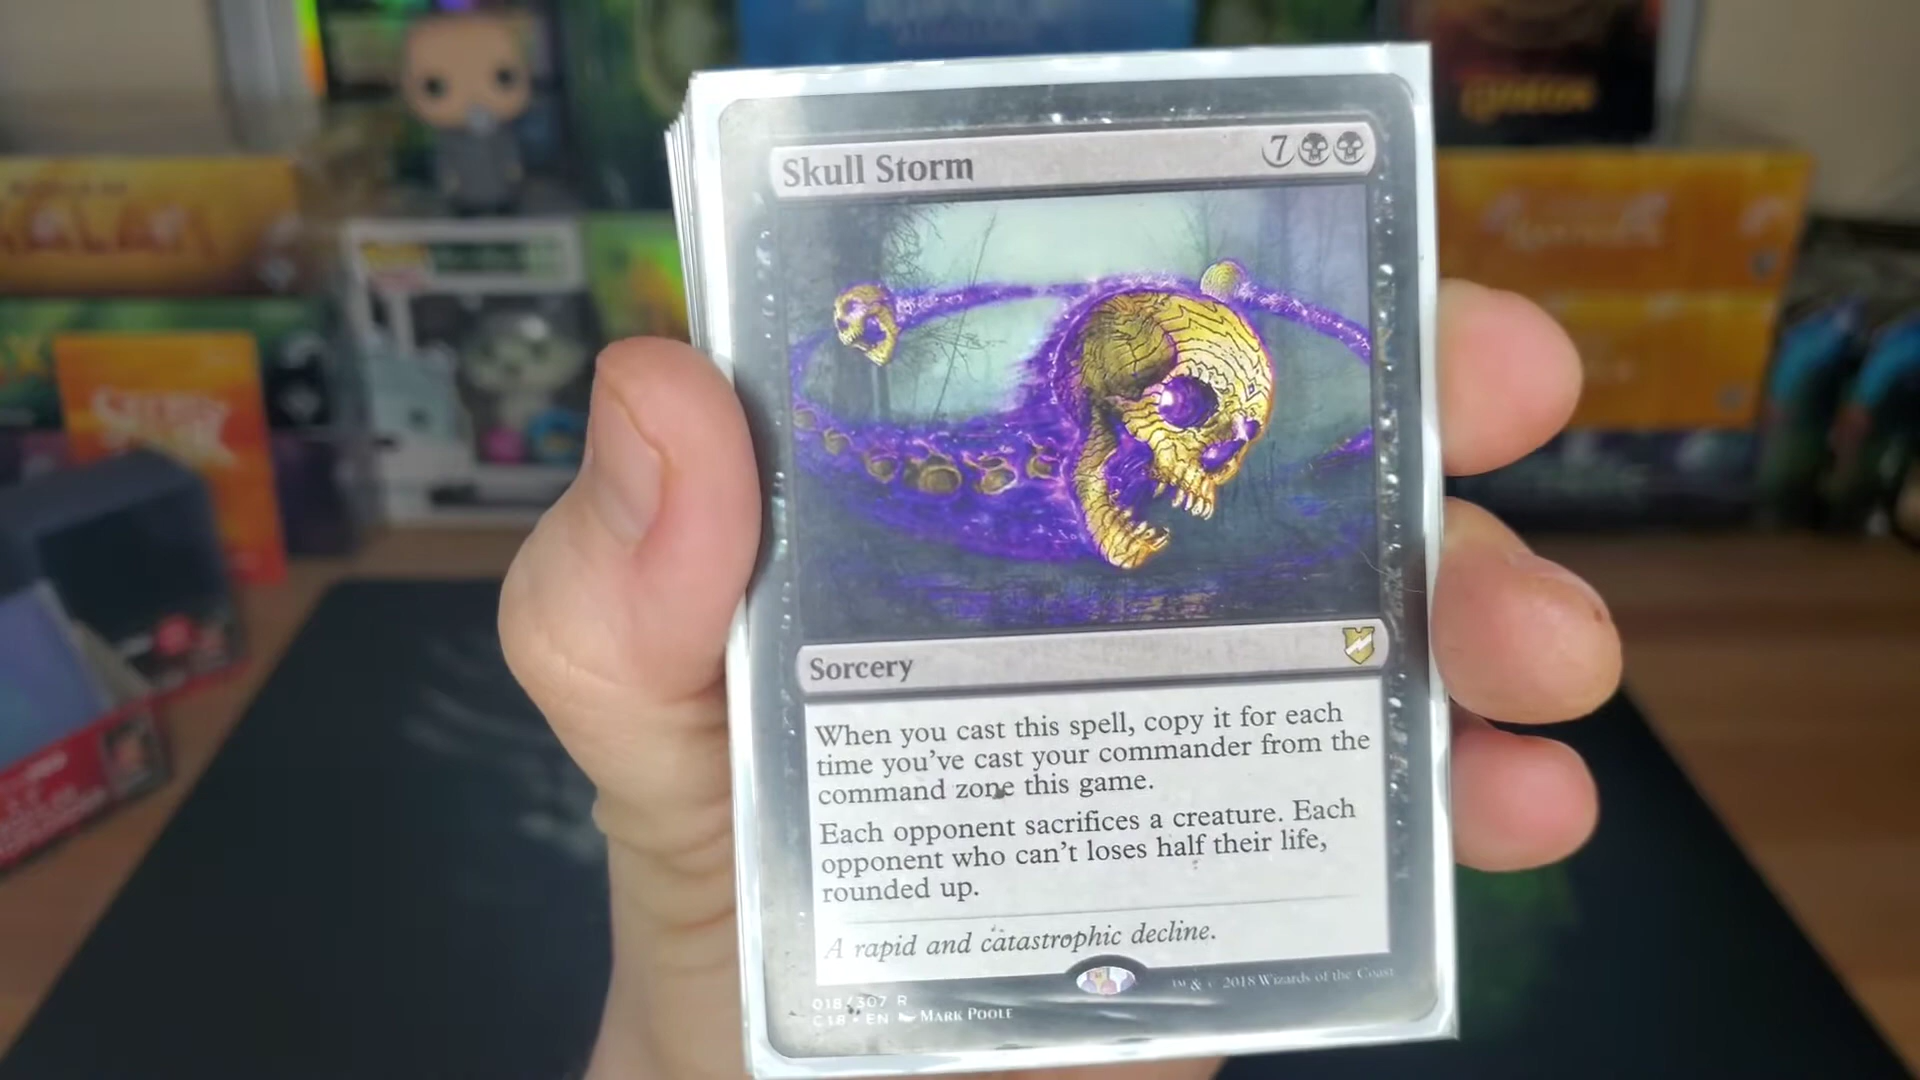 GIDEON
Skull Storm
7
Sorcery
When you cast this spell, copy it for each
time you've cast your commander from the
command zone this game.
Each opponent sacrifices a creature. Each
opponent who can't loses half their life,
rounded up.
A rapid and catastrophic decline.
018/307 R
C18 • EN MARK POOLE
™ & © 2018 Wizards of the Coast